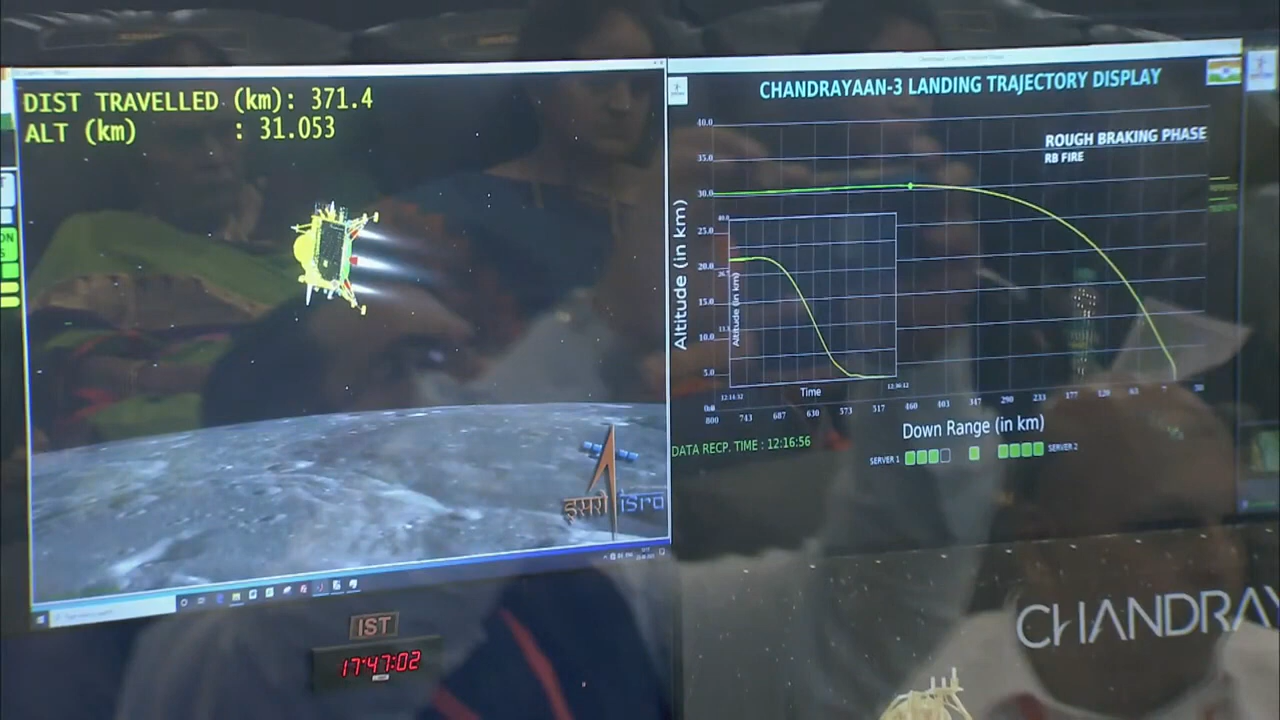 DIST TRAVELLED (km): 371.4
ALT (km) : 31.053
इसरो isro
IST
17:47:02
CHANDRAYAAN-3 LANDING TRAJECTORY DISPLAY
ROUGH BRAKING PHASE
RB FIRE
Altitude (in km)
40.0
35.0
30.0
25.0
20.0
15.0
10.0
5.0
Altitude (in km)
Time
12:16:12
800 743 687 630 573 517 460 403 347 290 233 177 120 63
Down Range (in km)
DATA RECP. TIME : 12:16:56
SERVER 1
SERVER 2
CHANDRAY